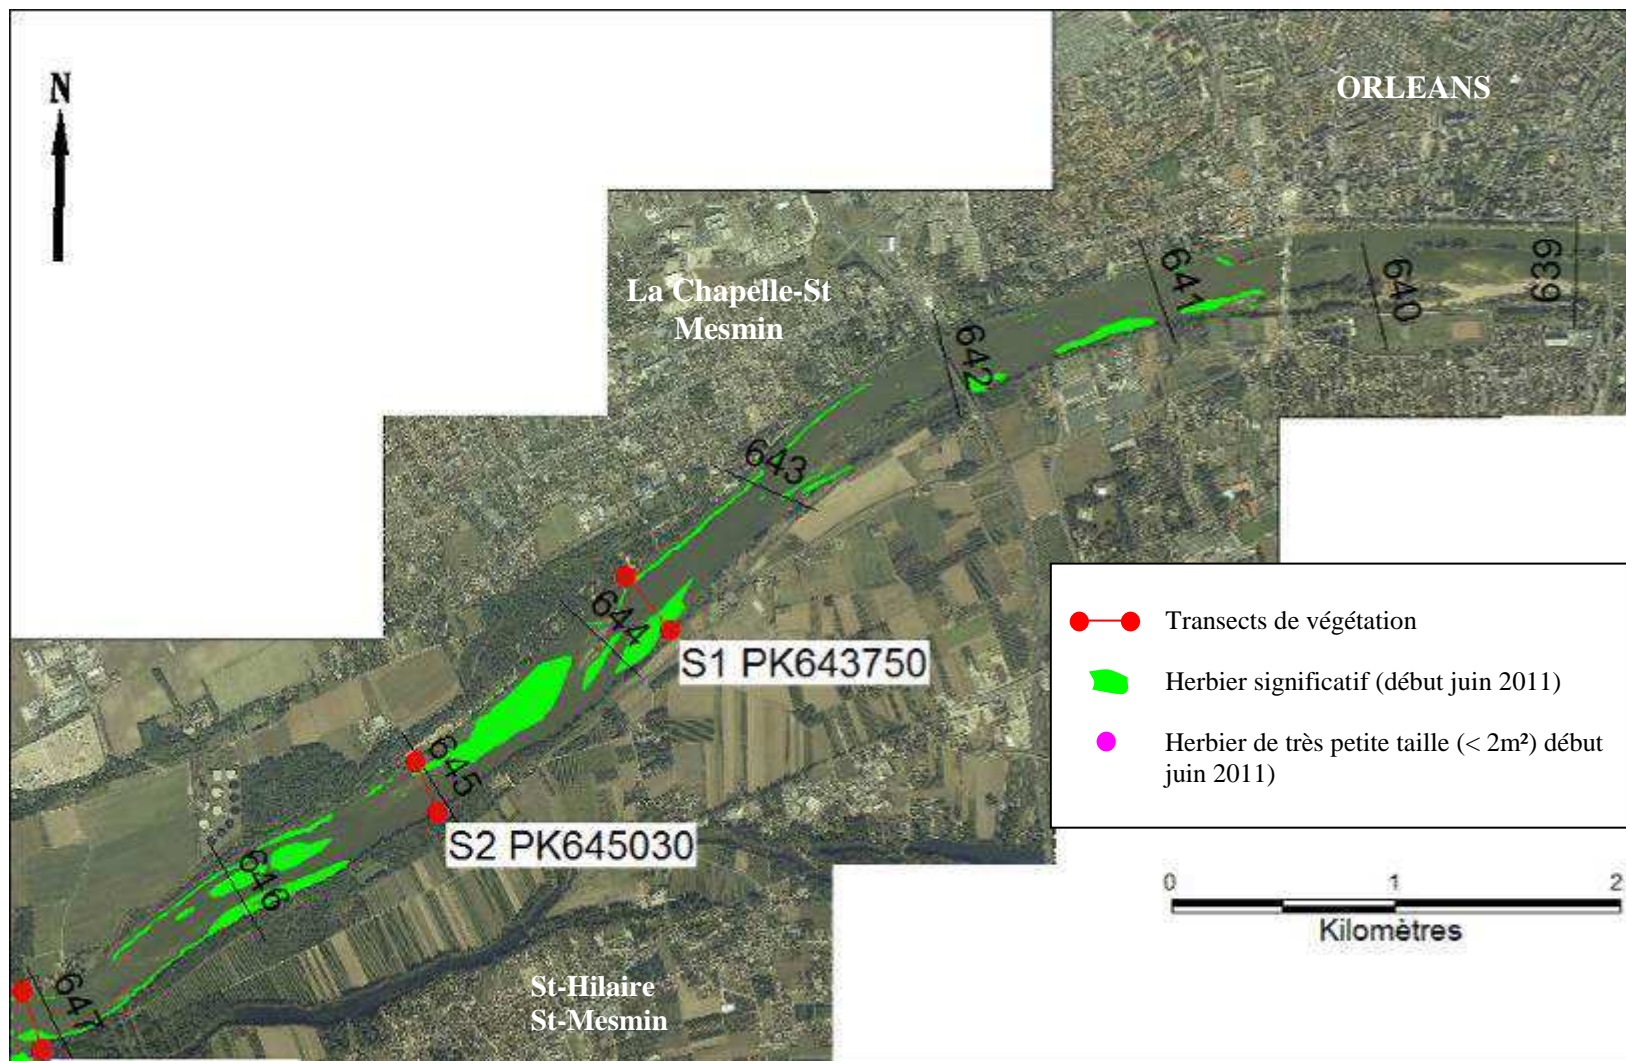 N
ORLEANS
La Chapelle-St
Mesmin
639
640
641
642
643
644
S1 PK643750
645
S2 PK645030
646
647
St-Hilaire
St-Mesmin
Transects de végétation
Herbier significatif (début juin 2011)
Herbier de très petite taille (< 2m²) début
juin 2011)
0 1 2
Kilomètres